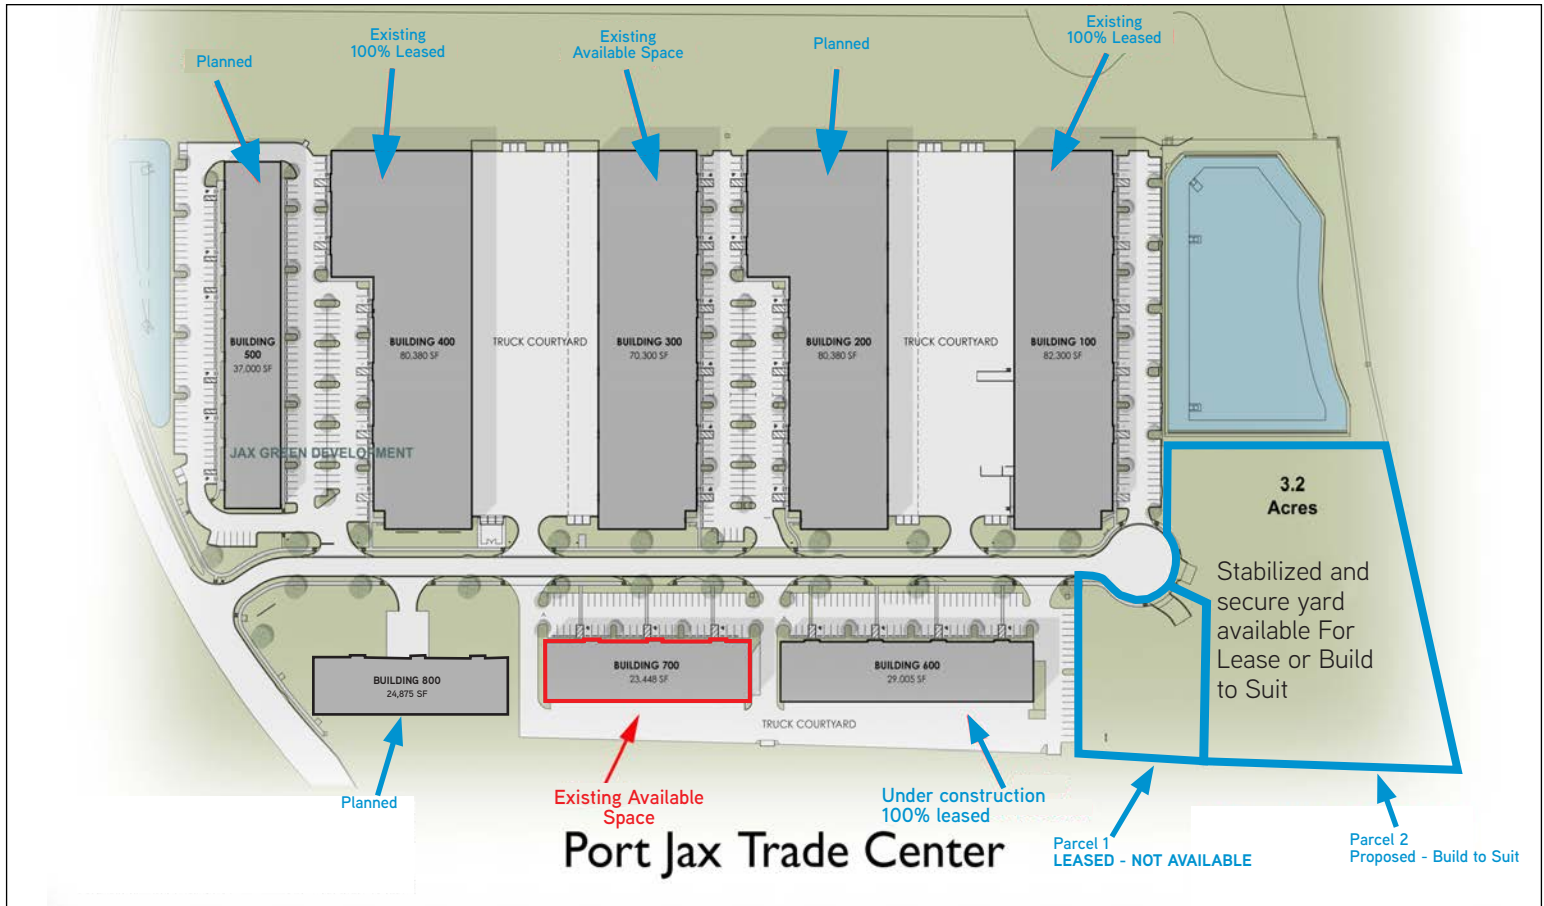 Planned
Existing
100% Leased
Existing
Available Space
Planned
Existing
100% Leased
BUILDING
500
37,000 SF
BUILDING 400
80,380 SF
TRUCK COURTYARD
BUILDING 300
70,300 SF
BUILDING 200
80,380 SF
TRUCK COURTYARD
BUILDING 100
82,300 SF
JAX GREEN DEVELOPMENT
3.2
Acres
Stabilized and
secure yard
available For
Lease or Build
to Suit
BUILDING 800
24,875 SF
BUILDING 700
23,448 SF
BUILDING 600
29,005 SF
TRUCK COURTYARD
Planned
Existing Available
Space
Under construction
100% leased
Parcel 1
LEASED - NOT AVAILABLE
Parcel 2
Proposed - Build to Suit
Port Jax Trade Center